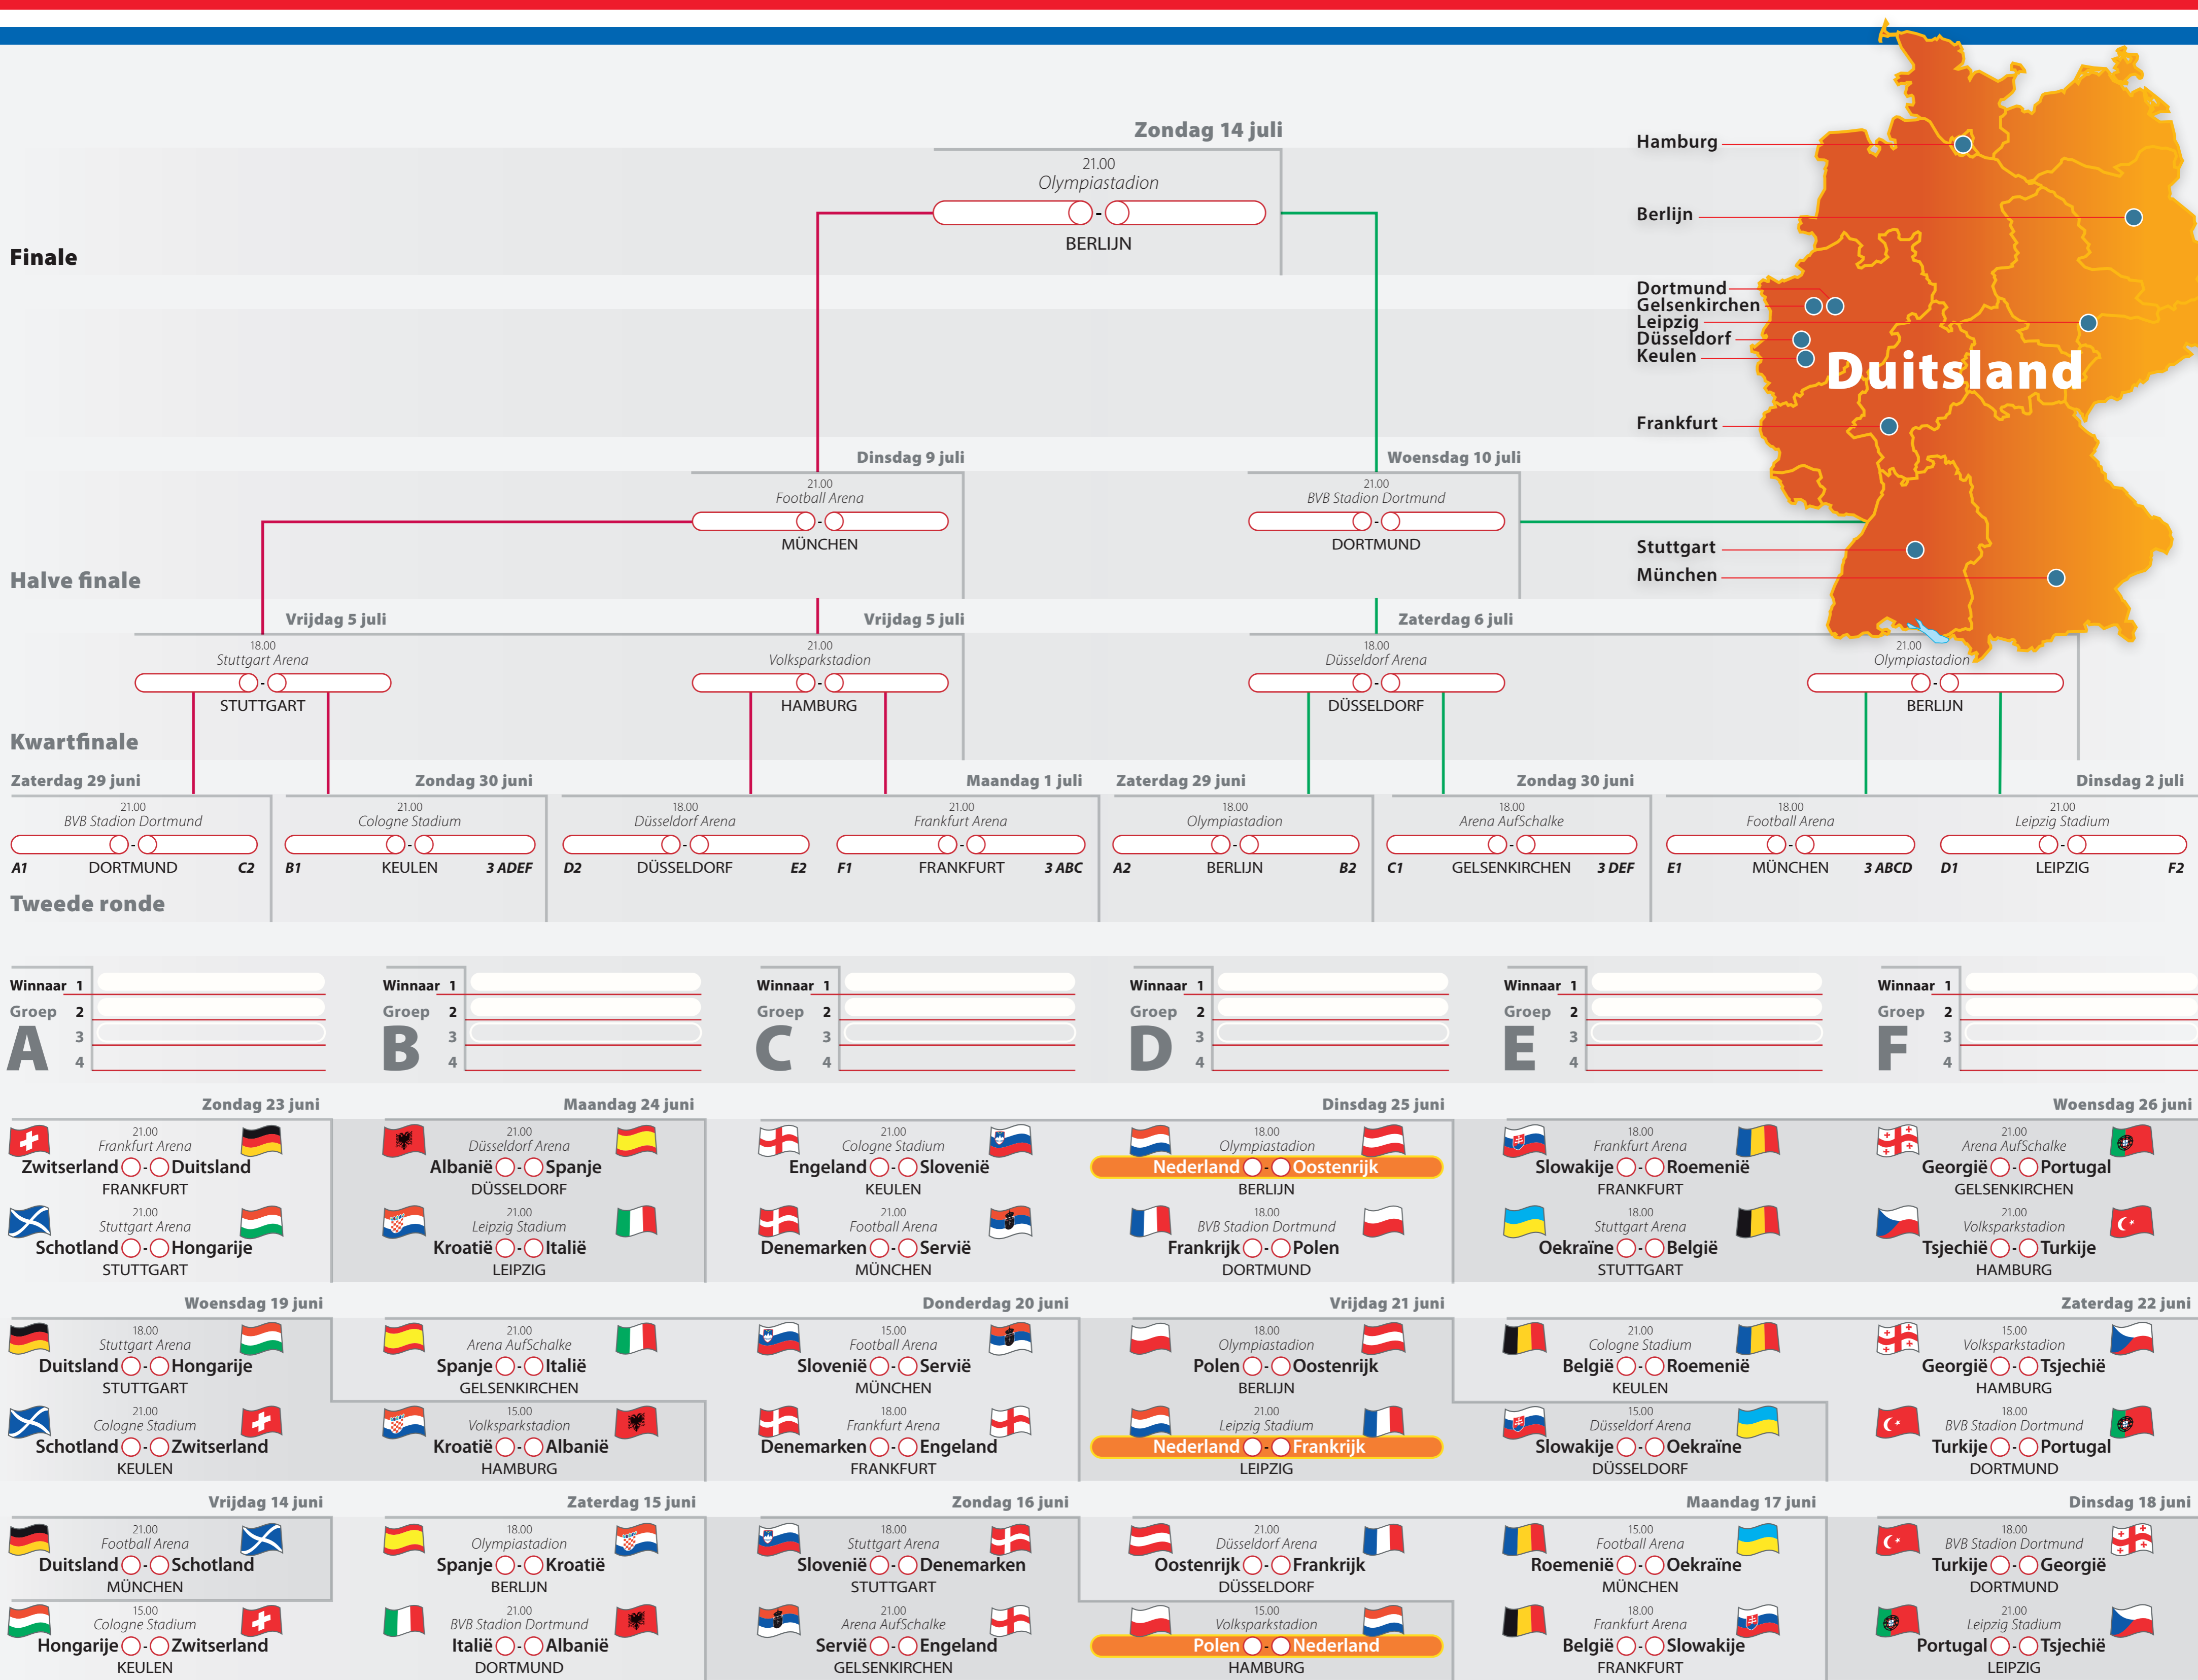 Zondag 14 juli
21.00
Olympiastadion
-
BERLIJN
Finale
Hamburg
Berlijn
Dortmund
Gelsenkirchen
Leipzig
Düsseldorf
Keulen
Duitsland
Frankfurt
Stuttgart
München
Dinsdag 9 juli
21.00
Football Arena
-
MÜNCHEN
Woensdag 10 juli
21.00
BVB Stadion Dortmund
-
DORTMUND
Halve finale
Vrijdag 5 juli
18.00
Stuttgart Arena
-
STUTTGART
Vrijdag 5 juli
21.00
Volksparkstadion
-
HAMBURG
Zaterdag 6 juli
18.00
Düsseldorf Arena
-
DÜSSELDORF
21.00
Olympiastadion
-
BERLIJN
Kwartfinale
Zaterdag 29 juni
21.00
BVB Stadion Dortmund
-
A1 DORTMUND C2
Zondag 30 juni
21.00
Cologne Stadium
-
B1 KEULEN 3 ADEF
18.00
Düsseldorf Arena
-
D2 DÜSSELDORF E2
Maandag 1 juli
21.00
Frankfurt Arena
-
F1 FRANKFURT 3 ABC
Zaterdag 29 juni
18.00
Olympiastadion
-
A2 BERLIJN B2
Zondag 30 juni
18.00
Arena AufSchalke
-
C1 GELSENKIRCHEN 3 DEF
18.00
Football Arena
-
E1 MÜNCHEN 3 ABCD
Dinsdag 2 juli
21.00
Leipzig Stadium
-
D1 LEIPZIG F2
Tweede ronde
Winnaar 1
Groep 2
A 3
4
Winnaar 1
Groep 2
B 3
4
Winnaar 1
Groep 2
C 3
4
Winnaar 1
Groep 2
D 3
4
Winnaar 1
Groep 2
E 3
4
Winnaar 1
Groep 2
F 3
4
Zondag 23 juni
21.00
Frankfurt Arena
Zwitserland - Duitsland
FRANKFURT
21.00
Stuttgart Arena
Schotland - Hongarije
STUTTGART
Maandag 24 juni
21.00
Düsseldorf Arena
Albanië - Spanje
DÜSSELDORF
21.00
Leipzig Stadium
Kroatië - Italië
LEIPZIG
21.00
Cologne Stadium
Engeland - Slovenië
KEULEN
21.00
Football Arena
Denemarken - Servië
MÜNCHEN
Dinsdag 25 juni
18.00
Olympiastadion
Nederland - Oostenrijk
BERLIJN
18.00
BVB Stadion Dortmund
Frankrijk - Polen
DORTMUND
18.00
Frankfurt Arena
Slowakije - Roemenië
FRANKFURT
18.00
Stuttgart Arena
Oekraïne - België
STUTTGART
Woensdag 26 juni
21.00
Arena AufSchalke
Georgië - Portugal
GELSENKIRCHEN
21.00
Volksparkstadion
Tsjechië - Turkije
HAMBURG
Woensdag 19 juni
18.00
Stuttgart Arena
Duitsland - Hongarije
STUTTGART
21.00
Cologne Stadium
Schotland - Zwitserland
KEULEN
21.00
Arena AufSchalke
Spanje - Italië
GELSENKIRCHEN
15.00
Volksparkstadion
Kroatië - Albanië
HAMBURG
Donderdag 20 juni
15.00
Football Arena
Slovenië - Servië
MÜNCHEN
18.00
Frankfurt Arena
Denemarken - Engeland
FRANKFURT
Vrijdag 21 juni
18.00
Olympiastadion
Polen - Oostenrijk
BERLIJN
21.00
Leipzig Stadium
Nederland - Frankrijk
LEIPZIG
21.00
Cologne Stadium
België - Roemenië
KEULEN
15.00
Düsseldorf Arena
Slowakije - Oekraïne
DÜSSELDORF
Zaterdag 22 juni
15.00
Volksparkstadion
Georgië - Tsjechië
HAMBURG
18.00
BVB Stadion Dortmund
Turkije - Portugal
DORTMUND
Vrijdag 14 juni
21.00
Football Arena
Duitsland - Schotland
MÜNCHEN
15.00
Cologne Stadium
Hongarije - Zwitserland
KEULEN
Zaterdag 15 juni
18.00
Olympiastadion
Spanje - Kroatië
BERLIJN
21.00
BVB Stadion Dortmund
Italië - Albanië
DORTMUND
Zondag 16 juni
18.00
Stuttgart Arena
Slovenië - Denemarken
STUTTGART
21.00
Arena AufSchalke
Servië - Engeland
GELSENKIRCHEN
21.00
Düsseldorf Arena
Oostenrijk - Frankrijk
DÜSSELDORF
15.00
Volksparkstadion
Polen - Nederland
HAMBURG
Maandag 17 juni
15.00
Football Arena
Roemenië - Oekraïne
MÜNCHEN
18.00
Frankfurt Arena
België - Slowakije
FRANKFURT
Dinsdag 18 juni
18.00
BVB Stadion Dortmund
Turkije - Georgië
DORTMUND
21.00
Leipzig Stadium
Portugal - Tsjechië
LEIPZIG